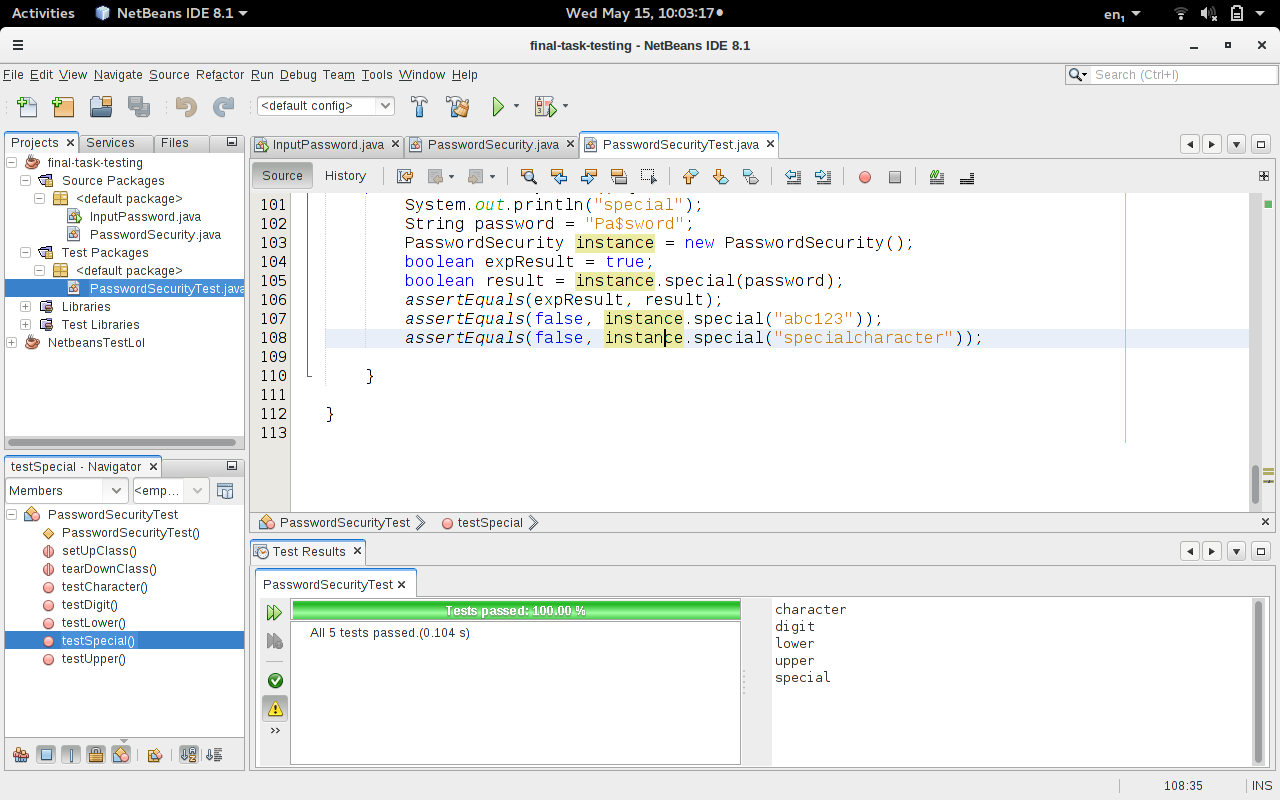 Activities NetBeans IDE 8.1 Wed May 15, 10:03:17 en1
final-task-testing - NetBeans IDE 8.1
File Edit View Navigate Source Refactor Run Debug Team Tools Window Help Search (Ctrl+I)
<default config>
Projects Services Files
final-task-testing
Source Packages
<default package>
InputPassword.java
PasswordSecurity.java
Test Packages
<default package>
PasswordSecurityTest.java
Libraries
Test Libraries
NetbeansTestLol
InputPassword.java PasswordSecurity.java PasswordSecurityTest.java
Source History
101 System.out.println("special");
102 String password = "Pa$sword";
103 PasswordSecurity instance = new PasswordSecurity();
104 boolean expResult = true;
105 boolean result = instance.special(password);
106 assertEquals(expResult, result);
107 assertEquals(false, instance.special("abc123"));
108 assertEquals(false, instance.special("specialcharacter"));
109
110 }
111
112 }
113
PasswordSecurityTest testSpecial
testSpecial - Navigator
Members <emp...
PasswordSecurityTest
PasswordSecurityTest()
setUpClass()
tearDownClass()
testCharacter()
testDigit()
testLower()
testSpecial()
testUpper()
Test Results
PasswordSecurityTest
Tests passed: 100.00 %
All 5 tests passed.(0.104 s)
character
digit
lower
upper
special
108:35 INS